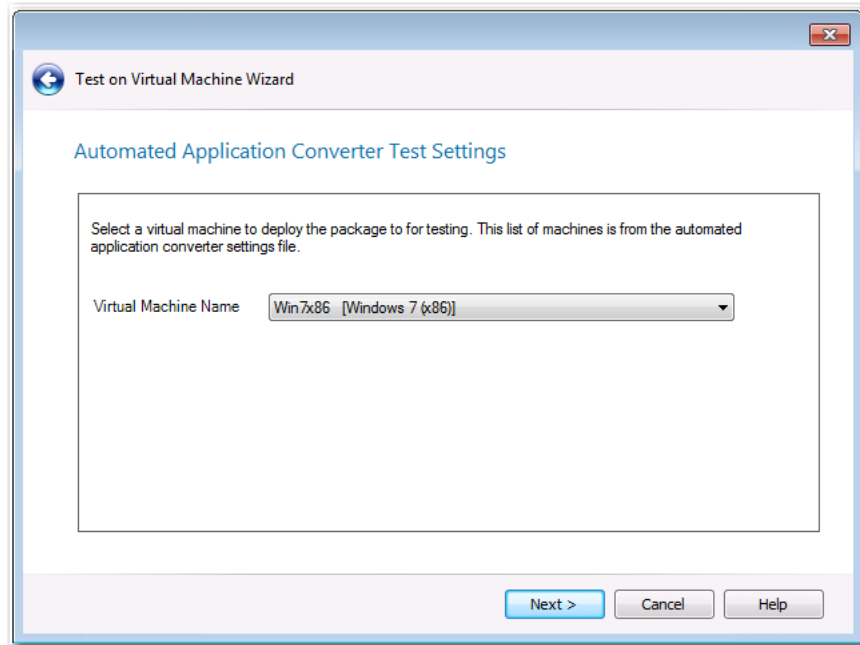 Test on Virtual Machine Wizard
Automated Application Converter Test Settings
Select a virtual machine to deploy the package to for testing. This list of machines is from the automated
application converter settings file.
Virtual Machine Name
Win7x86 [Windows 7 (x86)]
Next >
Cancel
Help